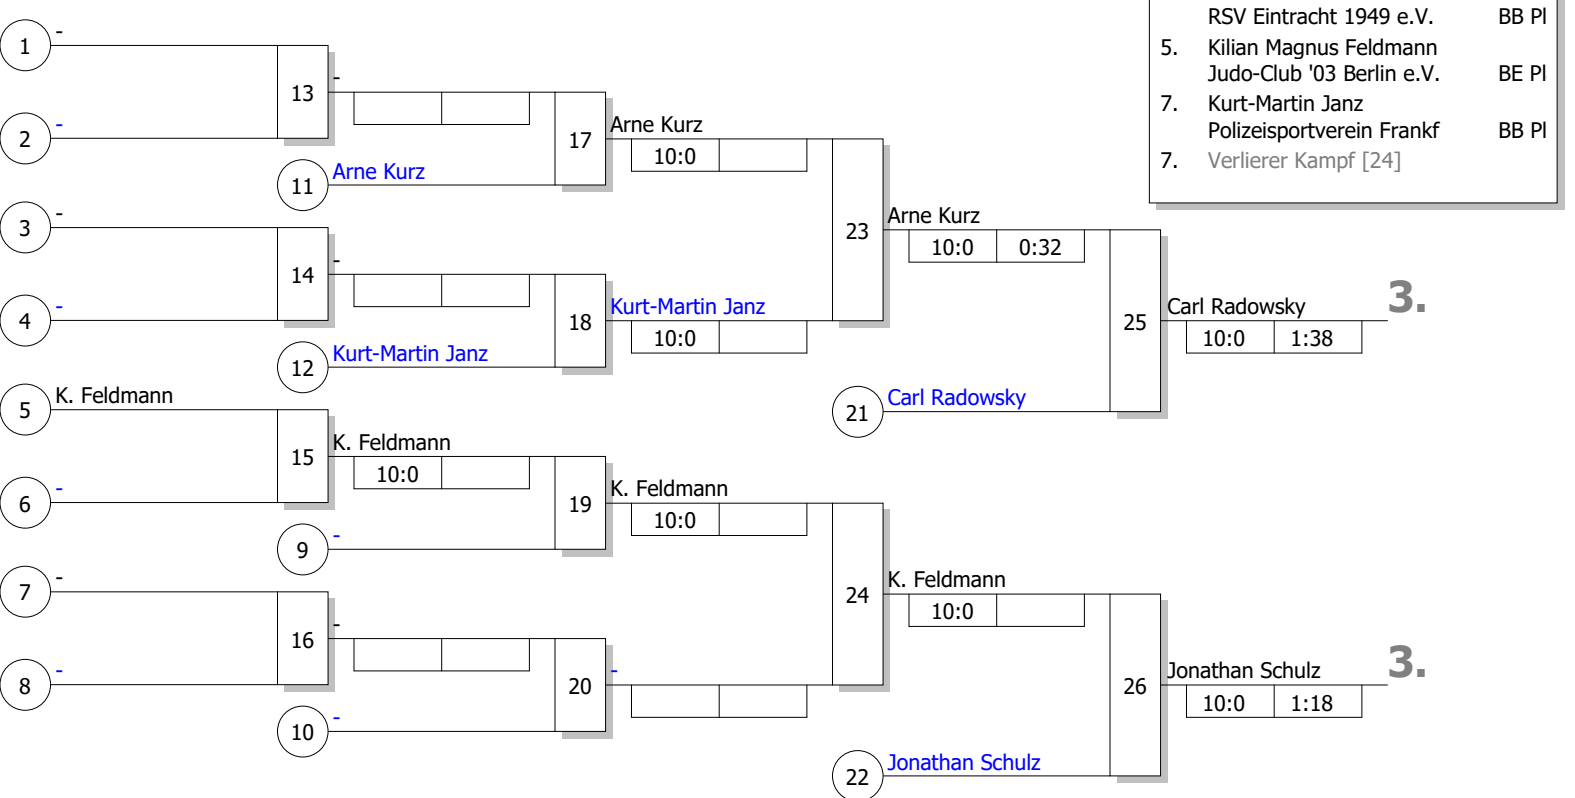 RSV Eintracht 1949 e.V. BB Pl
5. Kilian Magnus Feldmann
Judo-Club '03 Berlin e.V. BE Pl
7. Kurt-Martin Janz
Polizeisportverein Frankf BB Pl
7. Verlierer Kampf [24]
1 -
13 -
2 -
17 Arne Kurz
10:0
11 Arne Kurz
3 -
23 Arne Kurz
10:0 0:32
14 -
4 -
18 Kurt-Martin Janz
10:0
12 Kurt-Martin Janz
25 Carl Radowsky 3.
10:0 1:38
5 K. Feldmann
21 Carl Radowsky
15 K. Feldmann
10:0
6 -
19 K. Feldmann
10:0
9 -
7 -
24 K. Feldmann
10:0
16 -
8 -
20 -
10 -
26 Jonathan Schulz 3.
10:0 1:18
22 Jonathan Schulz